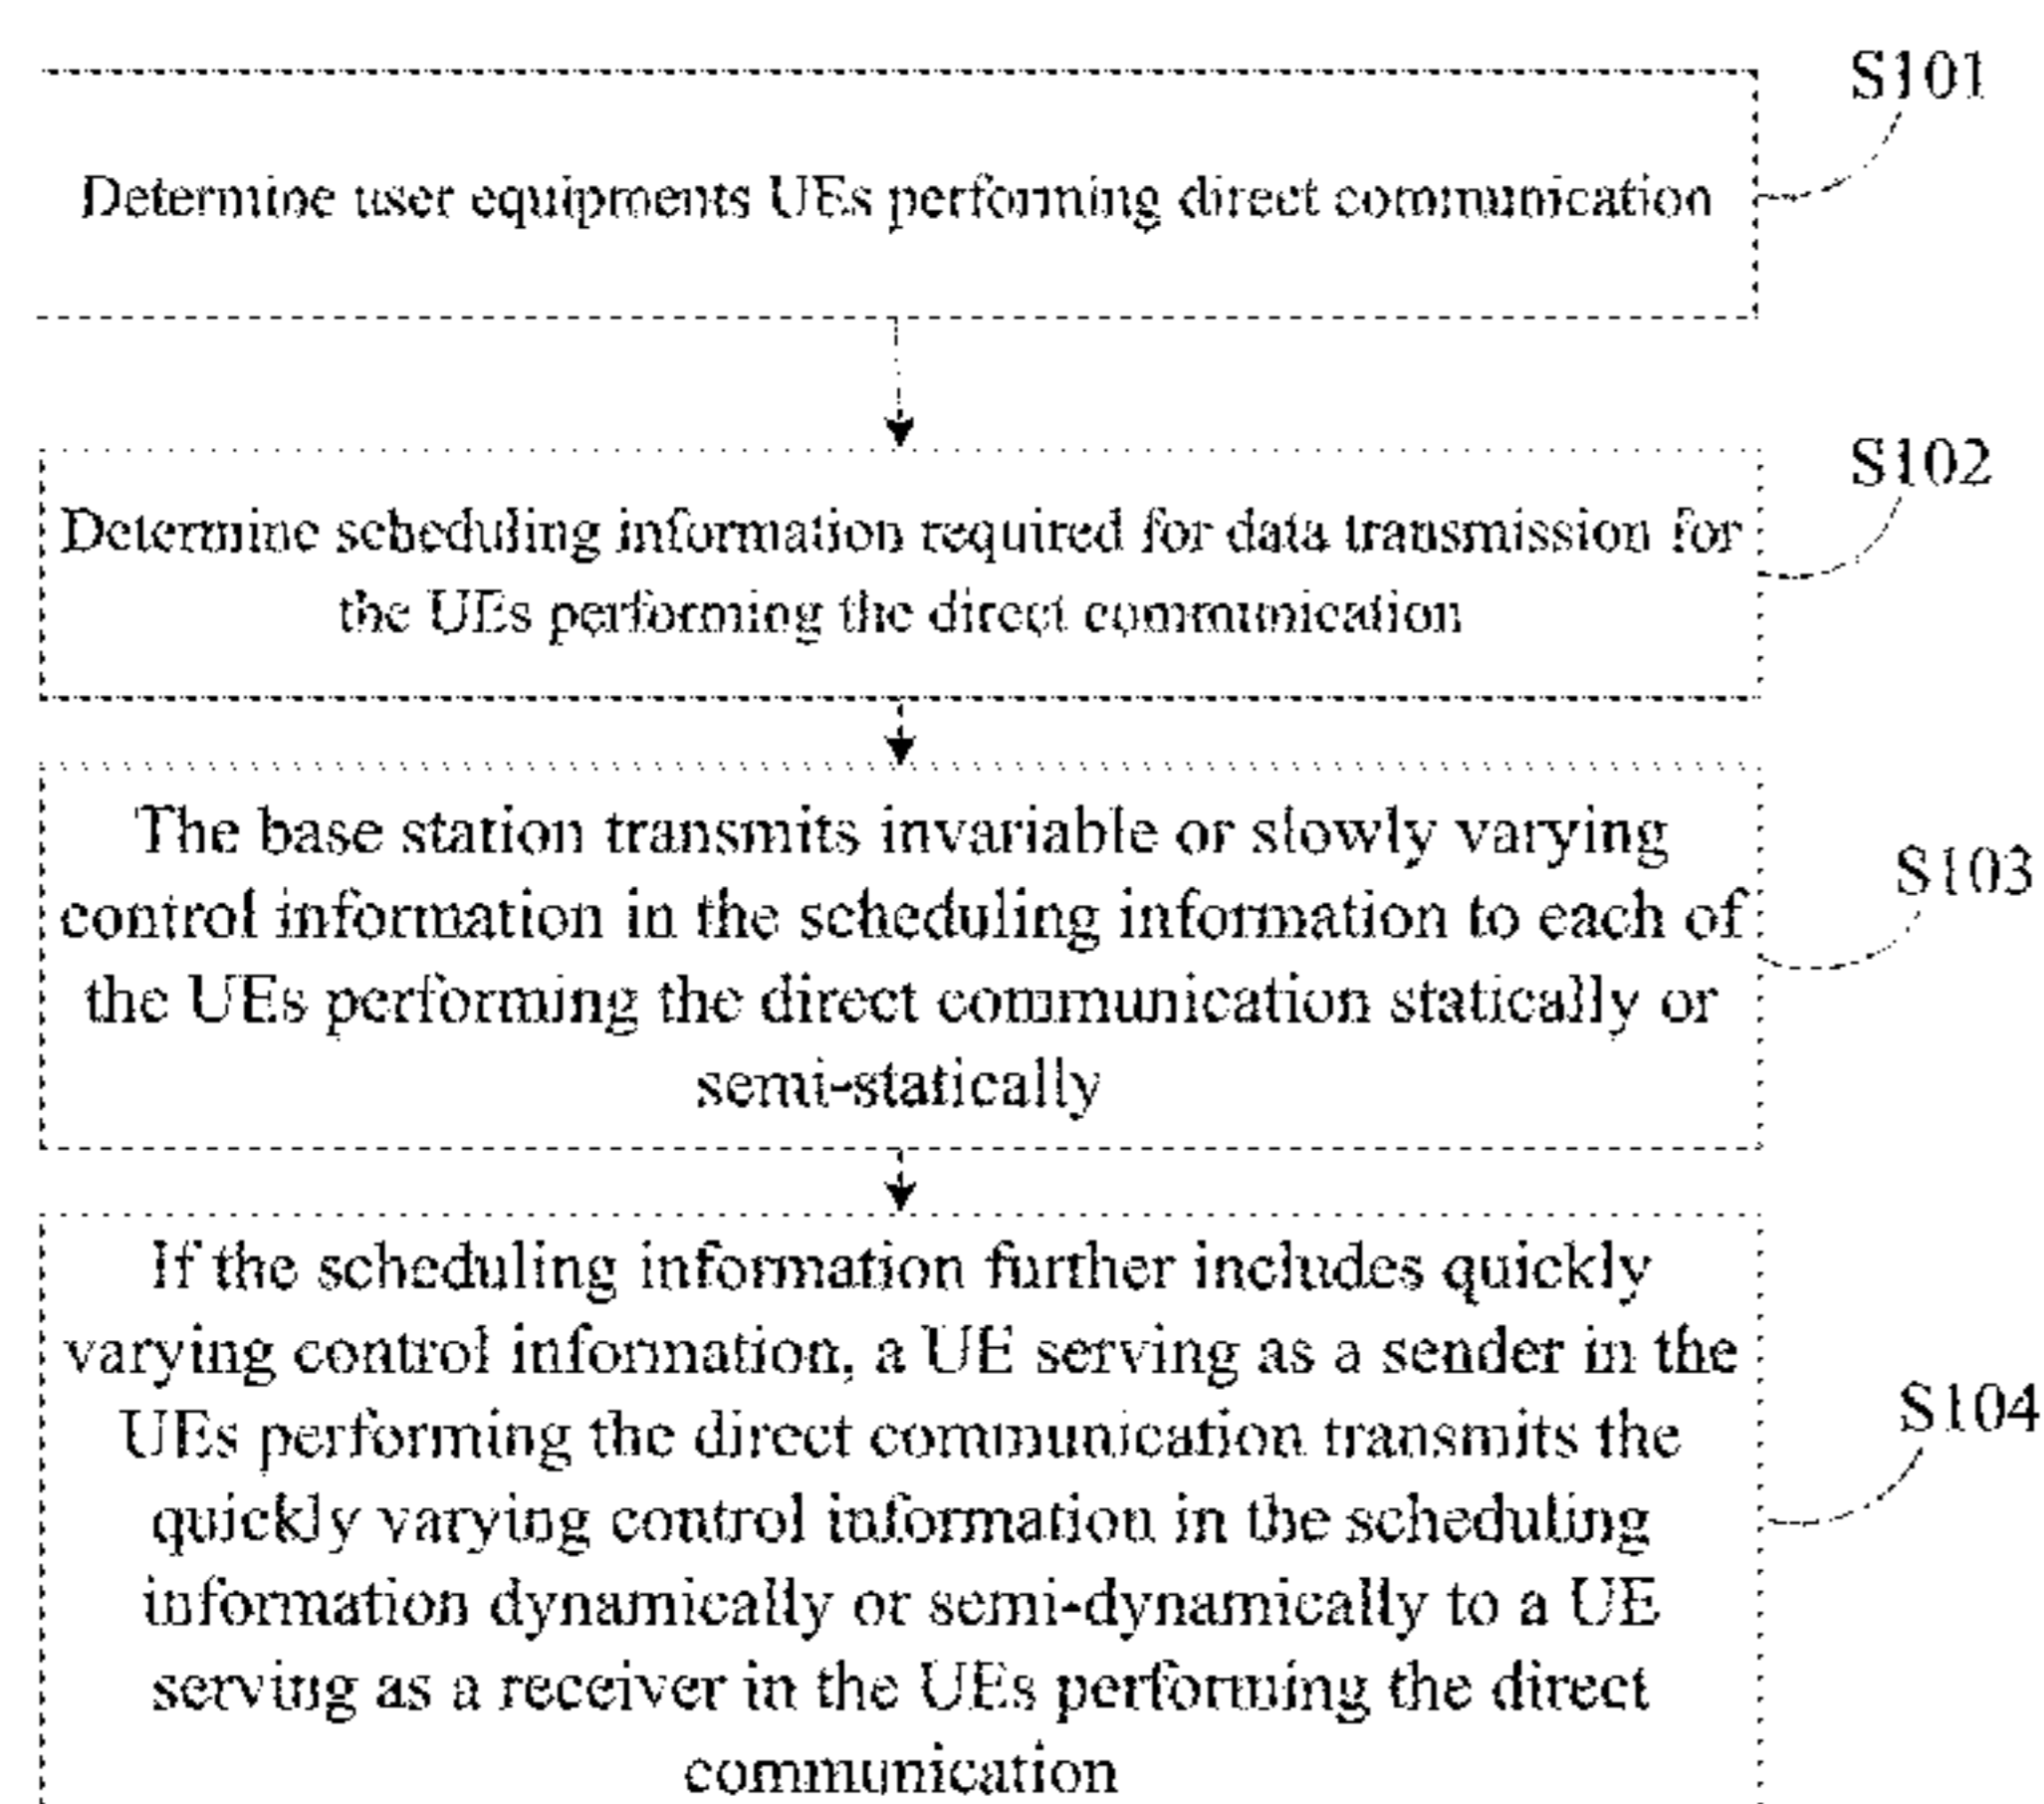 S101
Determine user equipments UEs performing direct communication
S102
Determine scheduling information required for data transmission for
the UEs performing the direct communication
The base station transmits invariable or slowly varying
control information in the scheduling information to each of
the UEs performing the direct communication statically or
semi-statically
S103
If the scheduling information further includes quickly
varying control information, a UE serving as a sender in the
UEs performing the direct communication transmits the
quickly varying control information in the scheduling
information dynamically or semi-dynamically to a UE
serving as a receiver in the UEs performing the direct
communication
S104